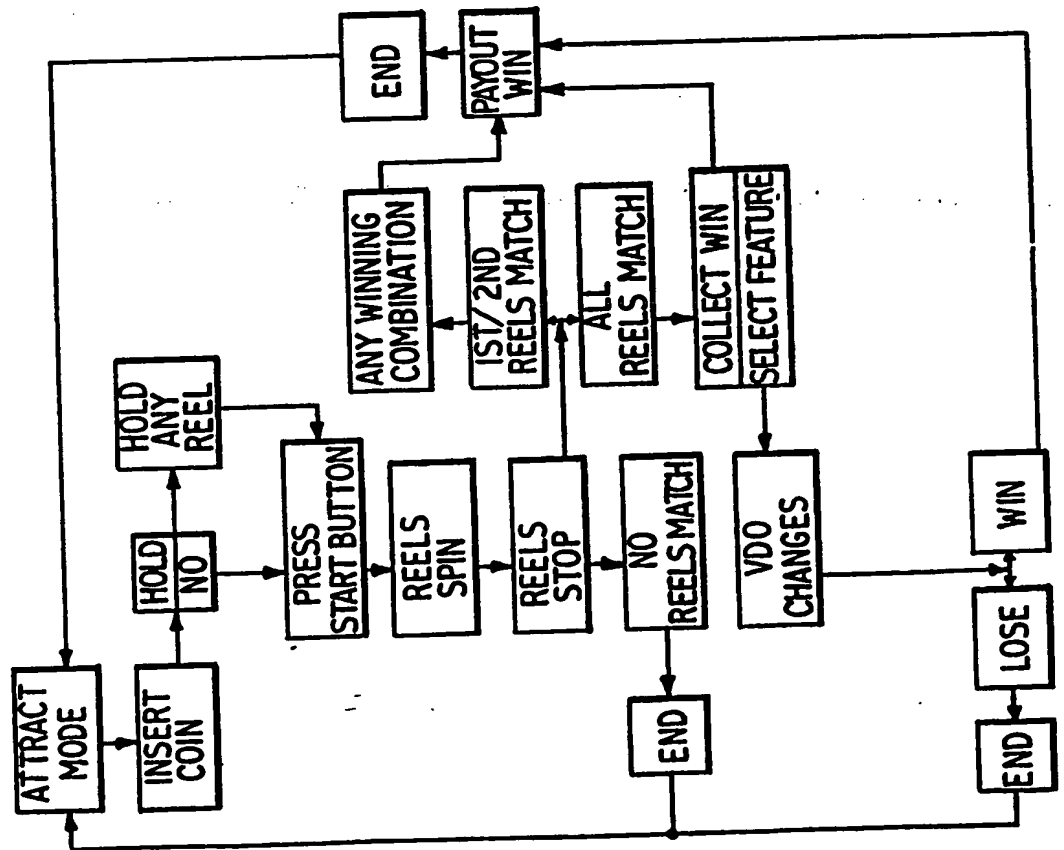 ATTRACT
MODE
INSERT
COIN
HOLD
NO
HOLD
ANY
REEL
PRESS
START BUTTON
REELS
SPIN
REELS
STOP
NO
REELS MATCH
END
ANY WINNING
COMBINATION
1ST/2ND
REELS MATCH
ALL
REELS MATCH
COLLECT WIN
SELECT FEATURE
PAYOUT
WIN
END
VDO
CHANGES
WIN
LOSE
END